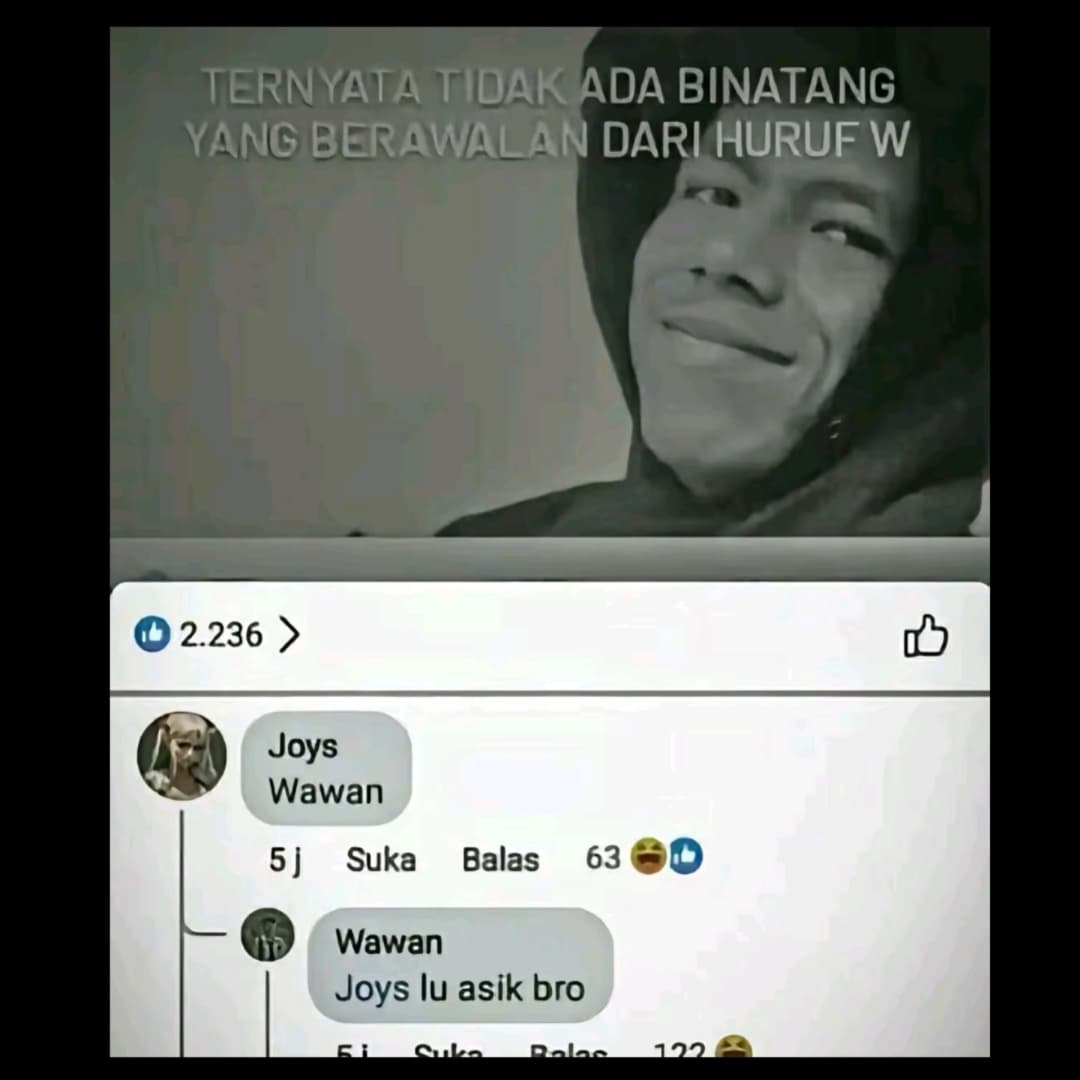 TERNYATA TIDAK ADA BINATANG
YANG BERAWALAN DARI HURUF W
2.236
Joys
Wawan
5 j Suka Balas 63
Wawan
Joys lu asik bro
5 j Suka Balas 122